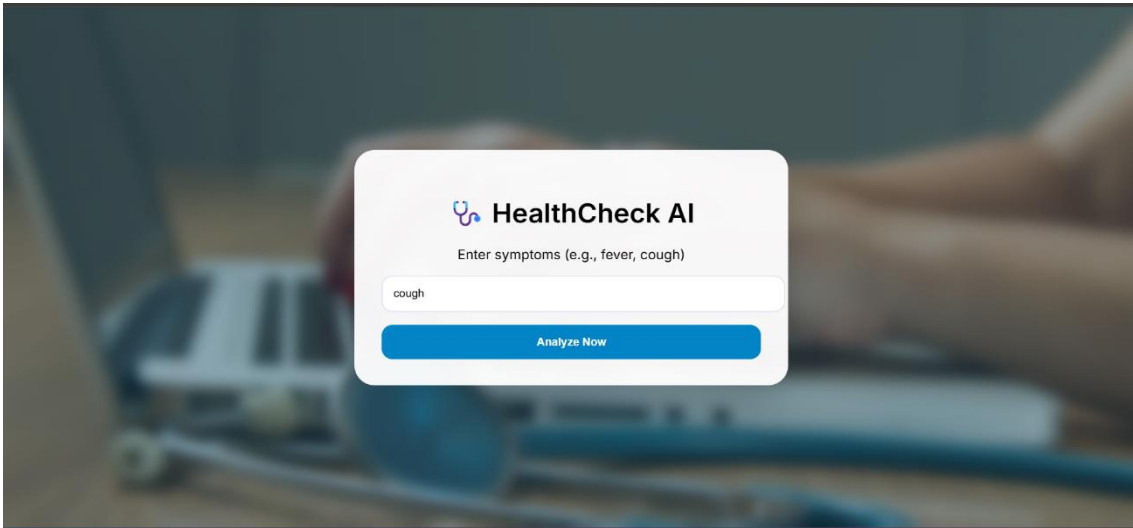 HealthCheck AI
Enter symptoms (e.g., fever, cough)
cough
Analyze Now